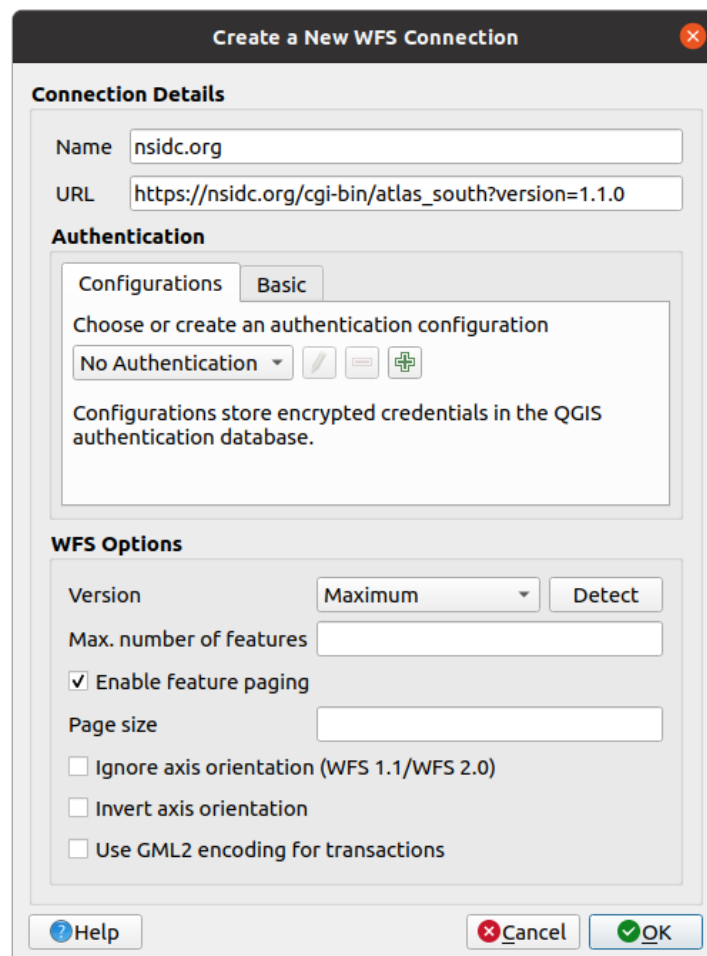 Create a New WFS Connection
Connection Details
Name nsidc.org
URL https://nsidc.org/cgi-bin/atlas_south?version=1.1.0
Authentication
Configurations Basic
Choose or create an authentication configuration
No Authentication
Configurations store encrypted credentials in the QGIS
authentication database.
WFS Options
Version Maximum Detect
Max. number of features
Enable feature paging
Page size
Ignore axis orientation (WFS 1.1/WFS 2.0)
Invert axis orientation
Use GML2 encoding for transactions
Help Cancel OK